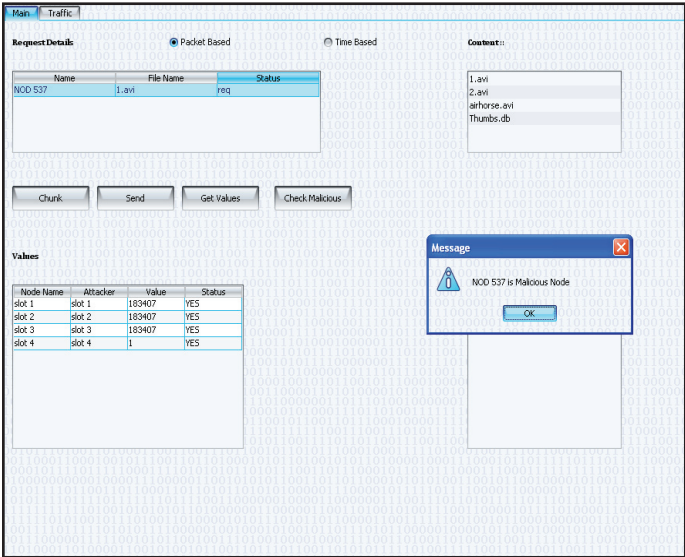 Main Traffic
Request Details Packet Based Time Based Content::
Name File Name Status
NOD 537 1.avi req
1.avi
2.avi
airhorse.avi
Thumbs.db
Chunk Send Get Values Check Malicious
Values
Node Name Attacker Value Status
slot 1 slot 1 183407 YES
slot 2 slot 2 183407 YES
slot 3 slot 3 183407 YES
slot 4 slot 4 1 YES
Message
NOD 537 is Malicious Node
OK